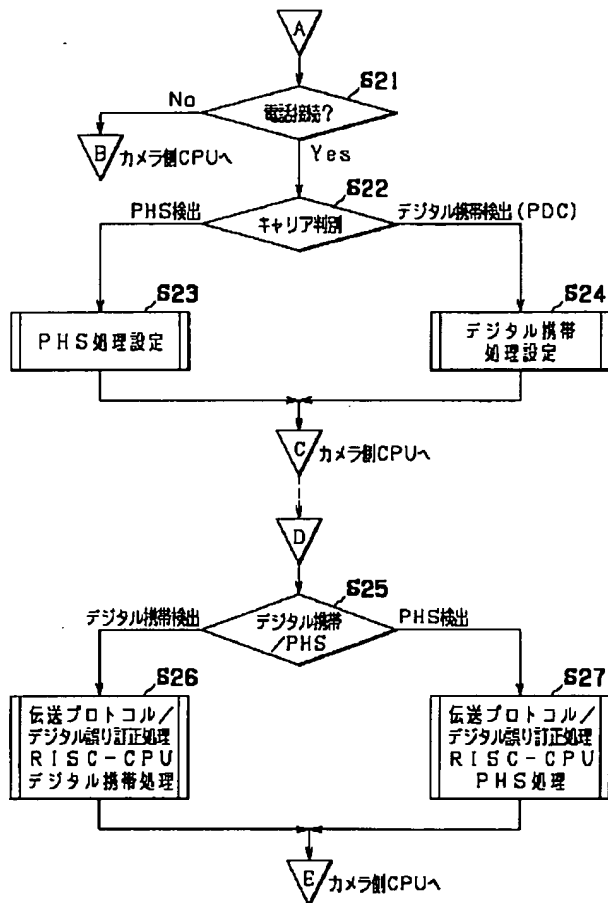 A
S21
No
電話接続?
B カメラ側CPUへ
Yes
S22
PHS検出
キャリア判別
デジタル携帯検出(PDC)
S23
PHS処理設定
S24
デジタル携帯
処理設定
C カメラ側CPUへ
D
S25
デジタル携帯検出
デジタル携帯
/PHS
PHS検出
S26
伝送プロトコル/
デジタル誤り訂正処理
RISC-CPU
デジタル携帯処理
S27
伝送プロトコル/
デジタル誤り訂正処理
RISC-CPU
PHS処理
E カメラ側CPUへ